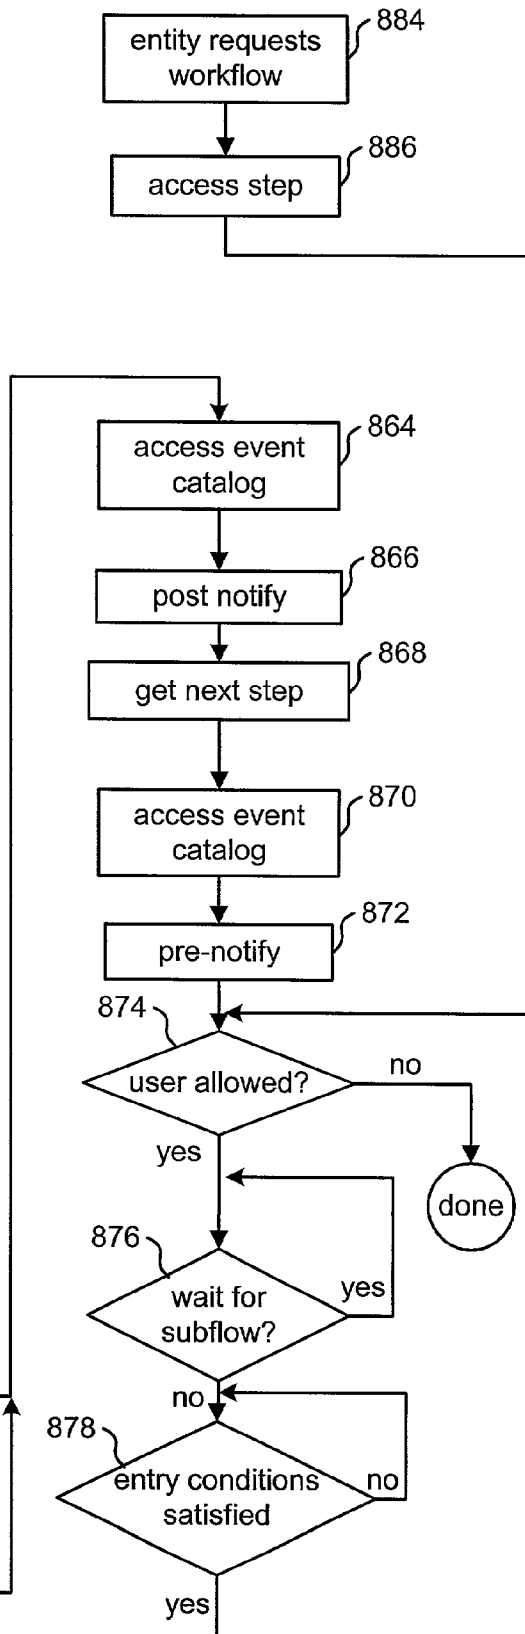 884
entity requests
workflow
886
access step
864
access event
catalog
866
post notify
868
get next step
870
access event
catalog
872
pre-notify
874
user allowed?
no
yes
done
876
wait for
subflow?
yes
no
878
entry conditions
satisfied
no
yes